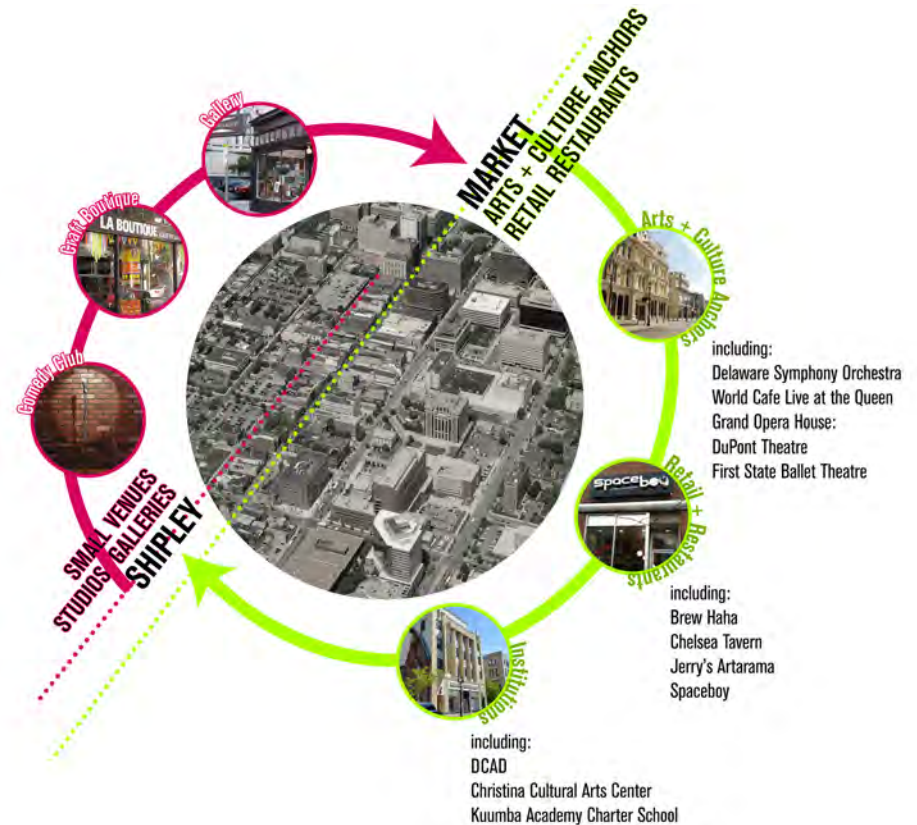 MARKET
ARTS + CULTURE ANCHORS
RETAIL RESTAURANTS
Gallery
Craft Boutique
LA BOUTIQUE
Comedy Club
SMALL VENUES
STUDIOS GALLERIES
SHIPLEY
Arts + Culture Anchors
including:
Delaware Symphony Orchestra
World Cafe Live at the Queen
Grand Opera House:
DuPont Theatre
First State Ballet Theatre
spaceboy
Retail + Restaurants
including:
Brew Haha
Chelsea Tavern
Jerry's Artarama
Spaceboy
Institutions
including:
DCAD
Christina Cultural Arts Center
Kuumba Academy Charter School